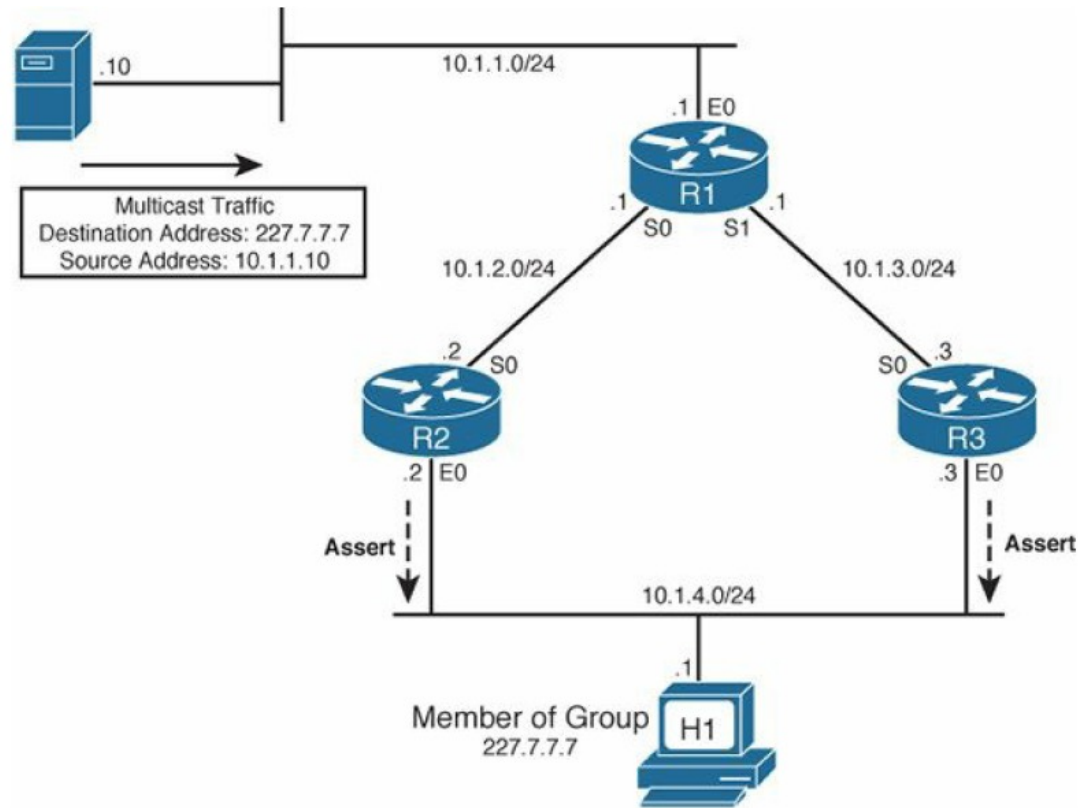 .10
10.1.1.0/24
.1 E0
R1
Multicast Traffic
Destination Address: 227.7.7.7
Source Address: 10.1.1.10
.1
S0
S1
.1
10.1.2.0/24
10.1.3.0/24
.2
S0
S0
.3
R2
R3
.2 E0
.3 E0
Assert
Assert
10.1.4.0/24
.1
Member of Group
227.7.7.7
H1